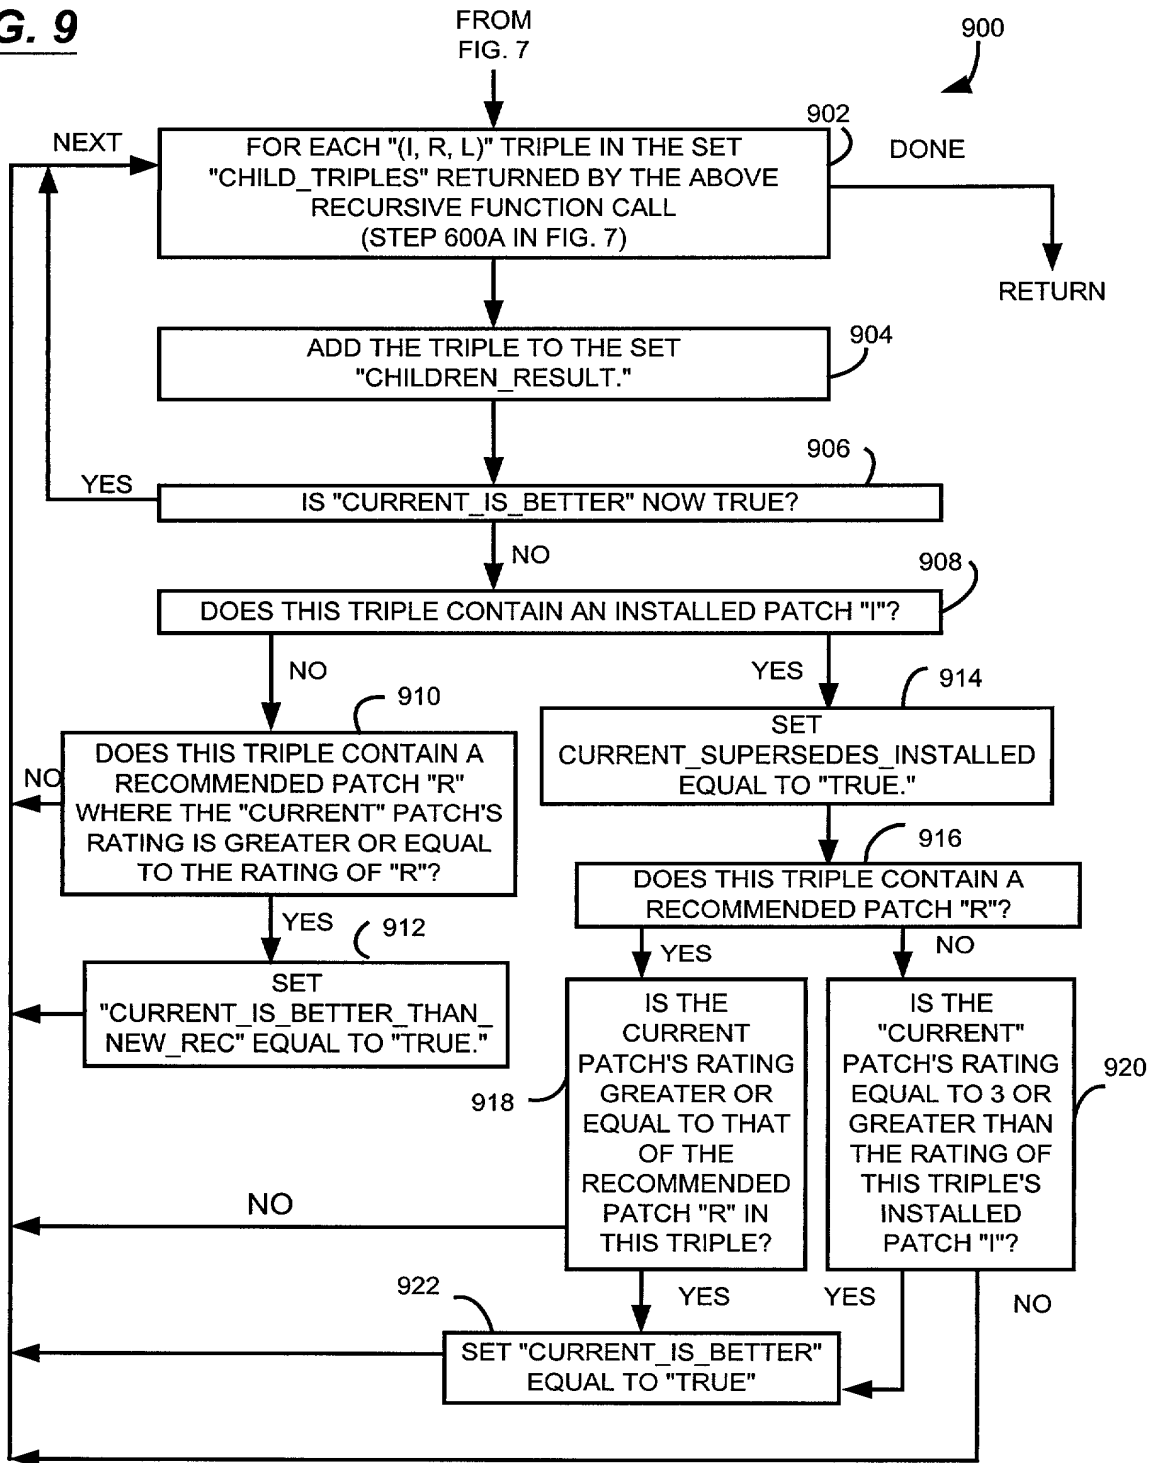 G. 9
FROM
FIG. 7
900
902
NEXT
DONE
FOR EACH "(I, R, L)" TRIPLE IN THE SET
"CHILD_TRIPLES" RETURNED BY THE ABOVE
RECURSIVE FUNCTION CALL
(STEP 600A IN FIG. 7)
RETURN
904
ADD THE TRIPLE TO THE SET
"CHILDREN_RESULT."
906
YES
IS "CURRENT_IS_BETTER" NOW TRUE?
NO
908
DOES THIS TRIPLE CONTAIN AN INSTALLED PATCH "I"?
NO
YES
910
914
DOES THIS TRIPLE CONTAIN A
RECOMMENDED PATCH "R"
WHERE THE "CURRENT" PATCH'S
RATING IS GREATER OR EQUAL
TO THE RATING OF "R"?
NO
SET
CURRENT_SUPERSEDES_INSTALLED
EQUAL TO "TRUE."
916
DOES THIS TRIPLE CONTAIN A
RECOMMENDED PATCH "R"?
YES
912
SET
"CURRENT_IS_BETTER_THAN_
NEW_REC" EQUAL TO "TRUE."
YES
NO
IS THE
CURRENT
PATCH'S RATING
GREATER OR
EQUAL TO THAT
OF THE
RECOMMENDED
PATCH "R" IN
THIS TRIPLE?
918
IS THE
"CURRENT"
PATCH'S RATING
EQUAL TO 3 OR
GREATER THAN
THE RATING OF
THIS TRIPLE'S
INSTALLED
PATCH "I"?
920
NO
922
YES
YES
NO
SET "CURRENT_IS_BETTER"
EQUAL TO "TRUE"